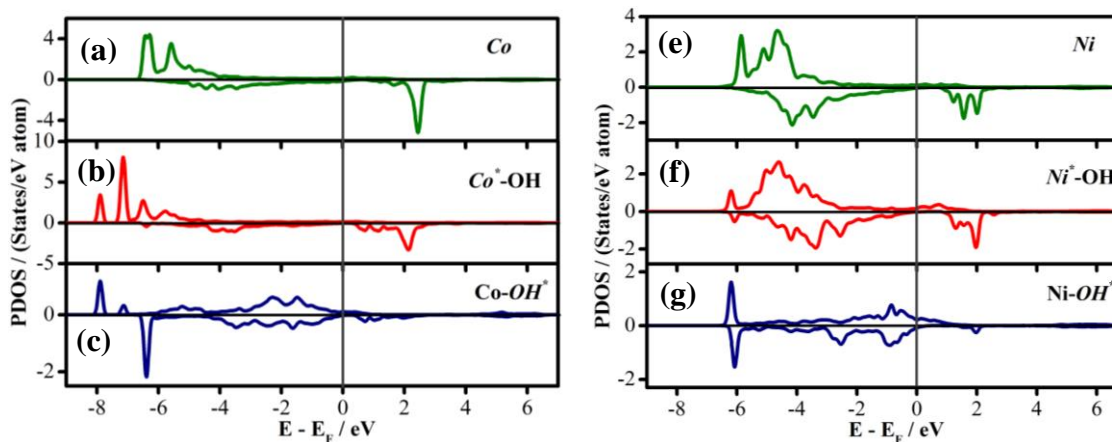 (a)
Co
4
0
-4
(b)
Co*-OH
10
5
0
-5
(c)
Co-OH*
0
-2
PDOS / (States/eV atom)
-8 -6 -4 -2 0 2 4 6
E - E_F / eV
(e)
Ni
4
2
0
-2
(f)
Ni*-OH
2
0
-2
(g)
Ni-OH*
2
0
-2
PDOS / (States/eV atom)
-8 -6 -4 -2 0 2 4 6
E - E_F / eV